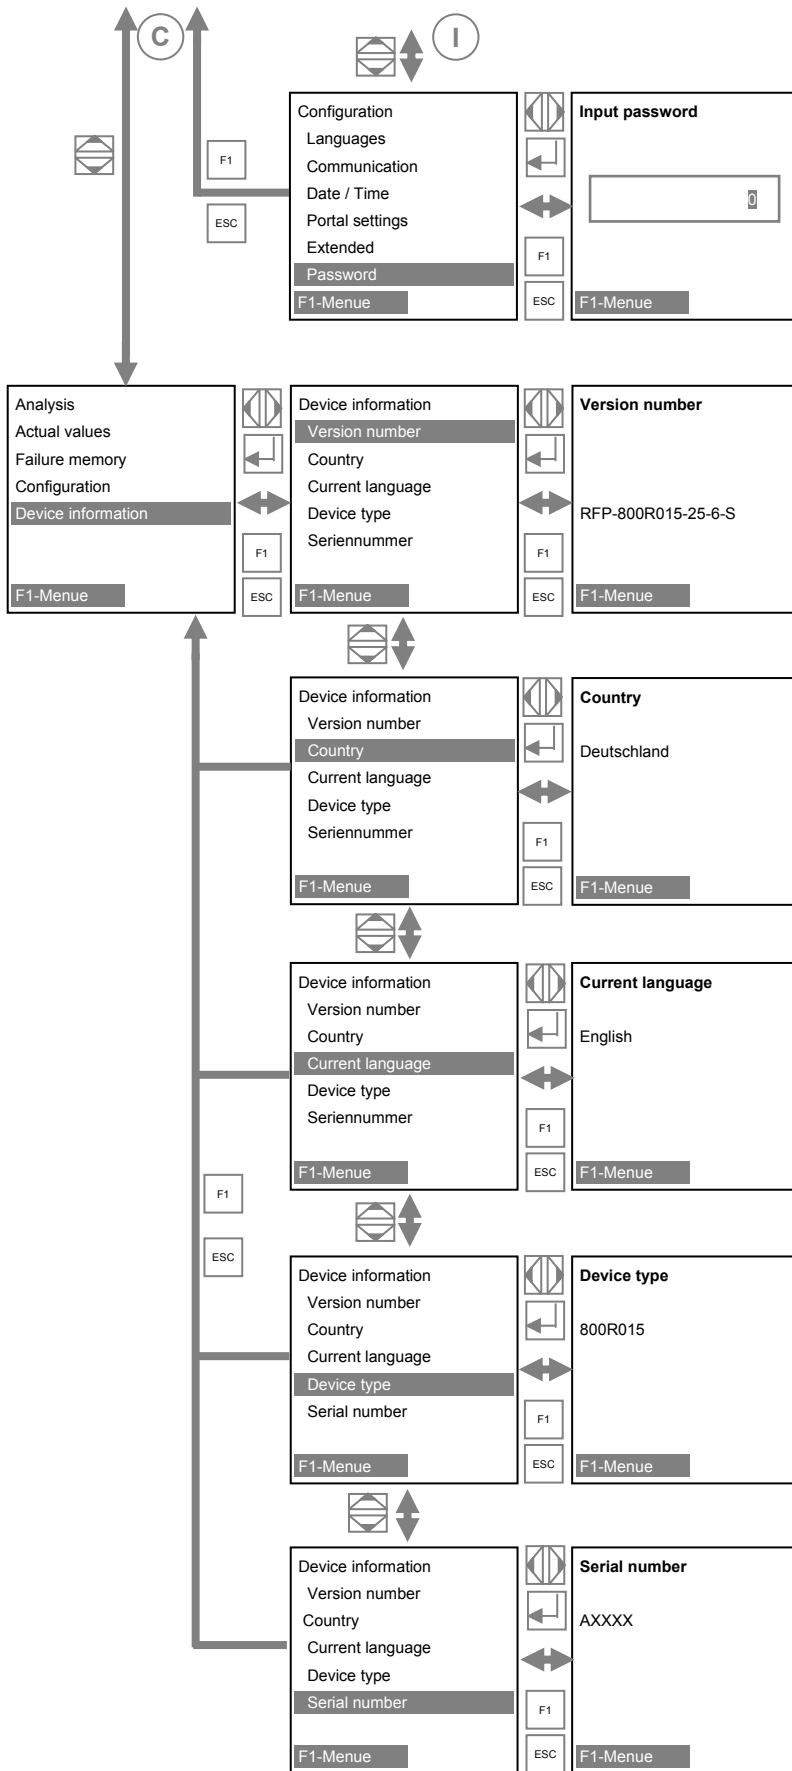 C
I
Configuration
Languages
Communication
Date / Time
Portal settings
Extended
Password
F1-Menue
F1
ESC
F1
ESC
Input password
0
F1-Menue
Analysis
Actual values
Failure memory
Configuration
Device information
F1-Menue
F1
ESC
Device information
Version number
Country
Current language
Device type
Seriennummer
F1-Menue
F1
ESC
Version number
RFP-800R015-25-6-S
F1-Menue
Device information
Version number
Country
Current language
Device type
Seriennummer
F1-Menue
F1
ESC
Country
Deutschland
F1-Menue
Device information
Version number
Country
Current language
Device type
Seriennummer
F1-Menue
F1
ESC
Current language
English
F1-Menue
F1
ESC
Device information
Version number
Country
Current language
Device type
Serial number
F1-Menue
F1
ESC
Device type
800R015
F1-Menue
Device information
Version number
Country
Current language
Device type
Serial number
F1-Menue
F1
ESC
Serial number
AXXXX
F1-Menue